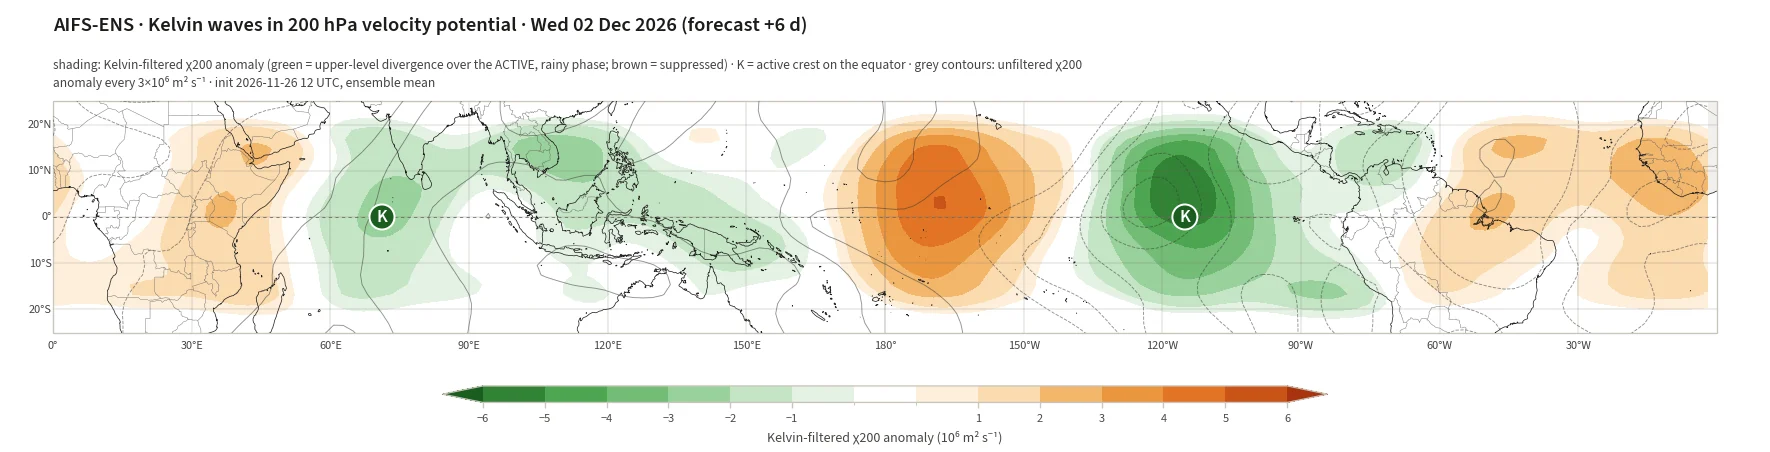 AIFS-ENS · Kelvin waves in 200 hPa velocity potential · Wed 02 Dec 2026 (forecast +6 d)
shading: Kelvin-filtered χ200 anomaly (green = upper-level divergence over the ACTIVE, rainy phase; brown = suppressed) · K = active crest on the equator · grey contours: unfiltered χ200
anomaly every 3×10⁶ m² s⁻¹ · init 2026-11-26 12 UTC, ensemble mean
20°N
10°N
0°
10°S
20°S
K
K
0° 30°E 60°E 90°E 120°E 150°E 180° 150°W 120°W 90°W 60°W 30°W
−6 −5 −4 −3 −2 −1 1 2 3 4 5 6
Kelvin-filtered χ200 anomaly (10⁶ m² s⁻¹)